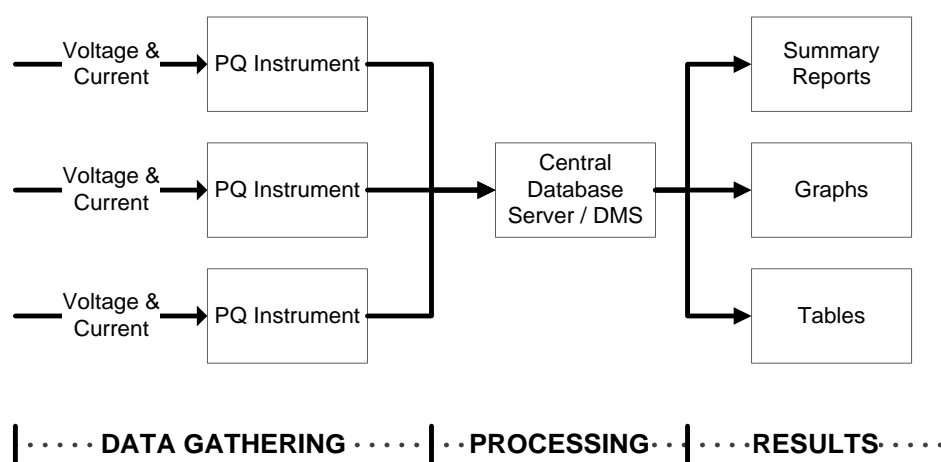 Voltage &
Current
PQ Instrument
Summary
Reports
Voltage &
Current
PQ Instrument
Central
Database
Server / DMS
Graphs
Voltage &
Current
PQ Instrument
Tables
DATA GATHERING
PROCESSING
RESULTS